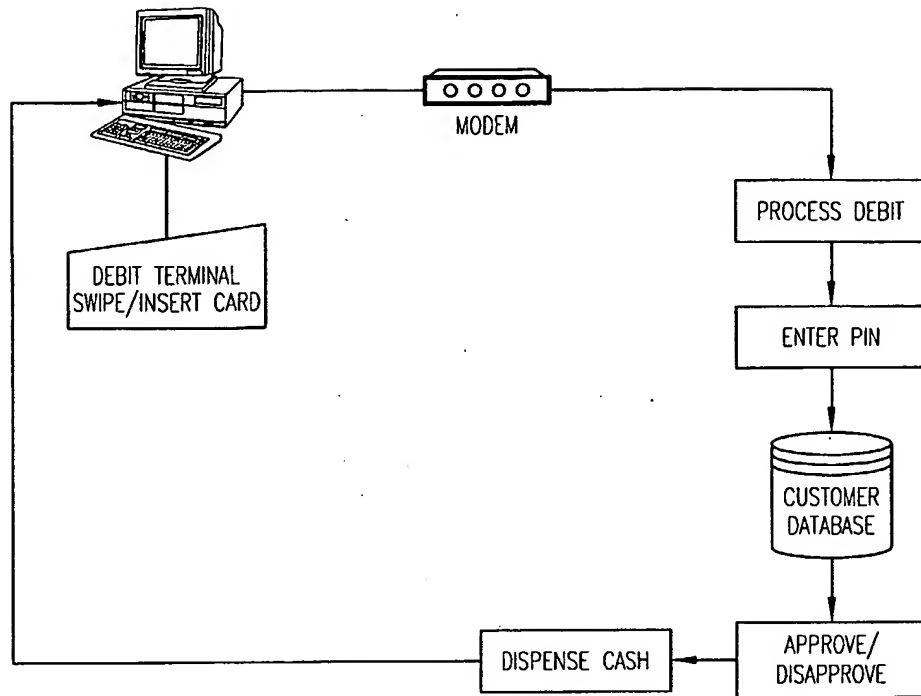 MODEM
PROCESS DEBIT
DEBIT TERMINAL
SWIPE/INSERT CARD
ENTER PIN
CUSTOMER
DATABASE
DISPENSE CASH
APPROVE/
DISAPPROVE